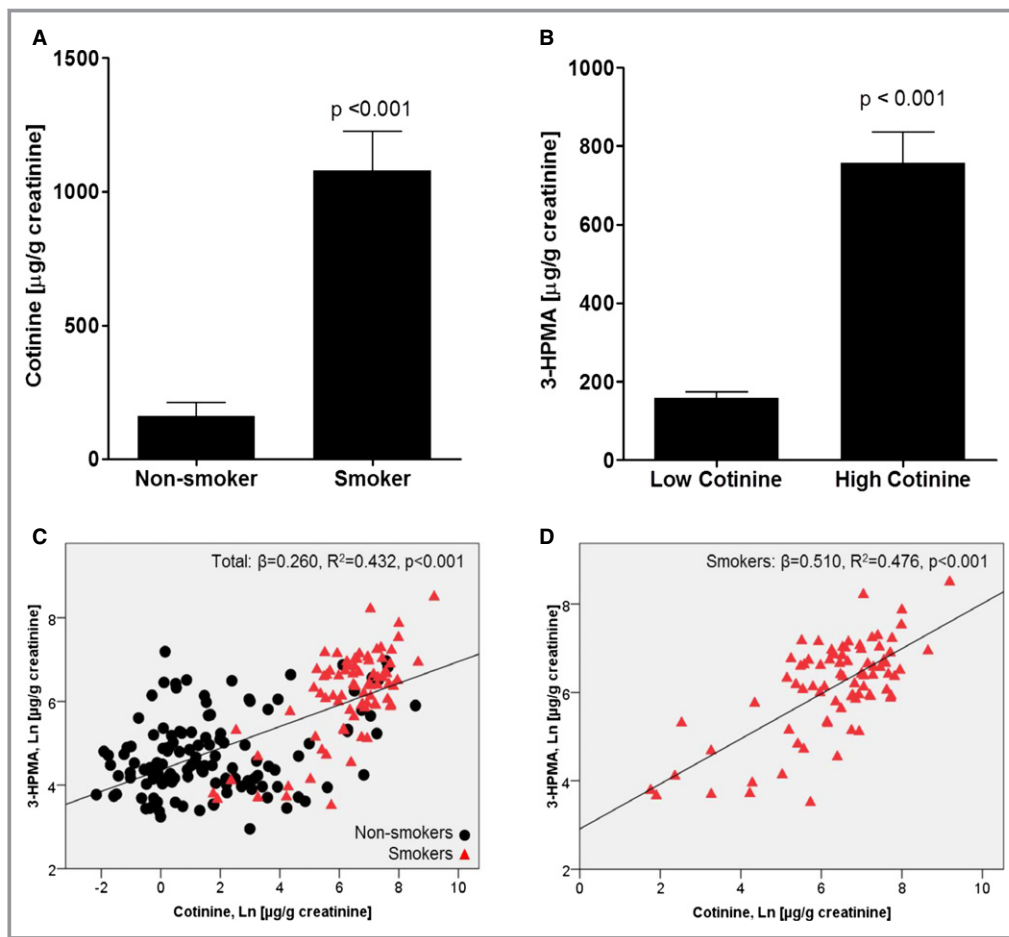 A
1500
1000
500
0
Cotinine [µg/g creatinine]
p <0.001
Non-smoker
Smoker
B
1000
800
600
400
200
0
3-HPMA [µg/g creatinine]
p < 0.001
Low Cotinine
High Cotinine
C
Total: β=0.260, R²=0.432, p<0.001
8
6
4
2
3-HPMA, Ln [µg/g creatinine]
Non-smokers
Smokers
-2 0 2 4 6 8 10
Cotinine, Ln [µg/g creatinine]
D
Smokers: β=0.510, R²=0.476, p<0.001
8
6
4
2
3-HPMA, Ln [µg/g creatinine]
0 2 4 6 8 10
Cotinine, Ln [µg/g creatinine]